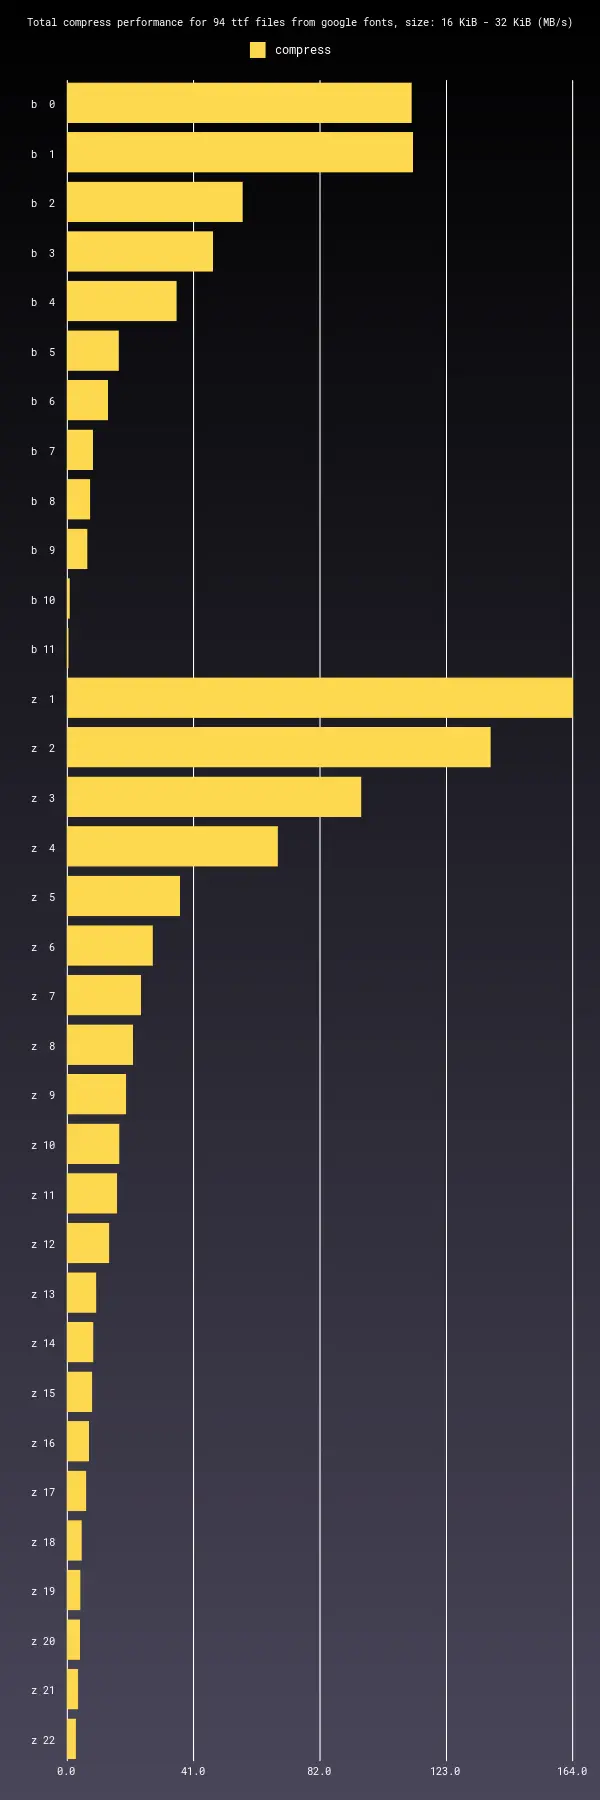 Total compress performance for 94 ttf files from google fonts, size: 16 KiB - 32 KiB (MB/s)
compress
b 0
b 1
b 2
b 3
b 4
b 5
b 6
b 7
b 8
b 9
b 10
b 11
z 1
z 2
z 3
z 4
z 5
z 6
z 7
z 8
z 9
z 10
z 11
z 12
z 13
z 14
z 15
z 16
z 17
z 18
z 19
z 20
z 21
z 22
0.0 41.0 82.0 123.0 164.0